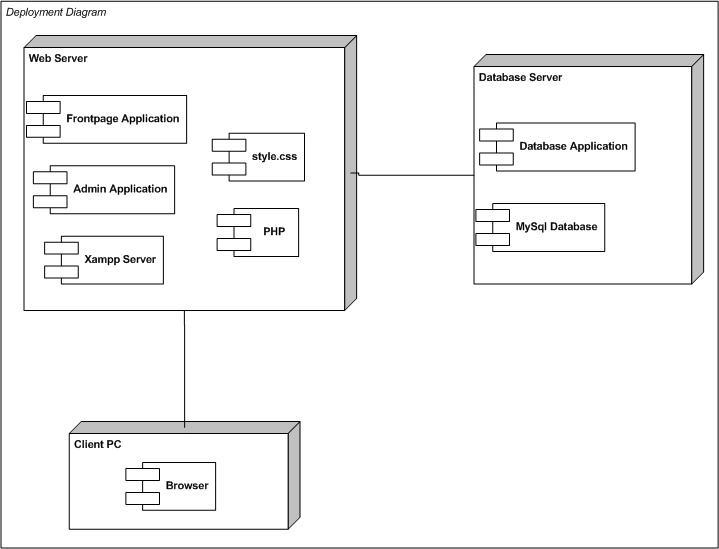 Deployment Diagram
Web Server
Frontpage Application
style.css
Admin Application
PHP
Xampp Server
Database Server
Database Application
MySql Database
Client PC
Browser